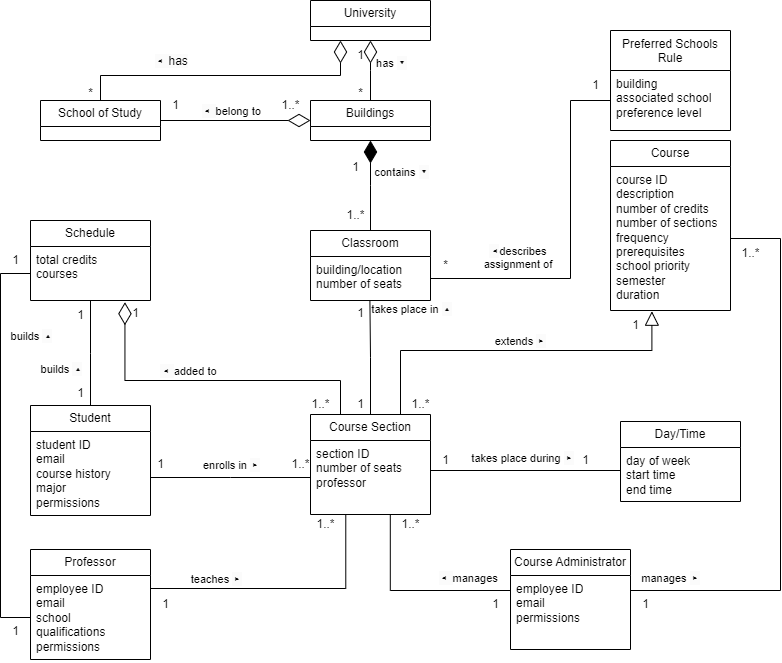 University
1
◂ has
has ▾
*
*
School of Study
1
◂ belong to
1..*
Buildings
Preferred Schools
Rule
1
building
associated school
preference level
1
contains ▾
1..*
Course
course ID
description
number of credits
number of sections
frequency
prerequisites
school priority
semester
duration
1..*
Classroom
building/location
number of seats
◂ describes
assignment of
*
Schedule
total credits
courses
1
1
1
1
takes place in ▴
1
builds ▴
builds ▴
extends ▸
◂ added to
1
1..*
1
1..*
Student
student ID
email
course history
major
permissions
1
enrolls in ▸
1..*
Course Section
section ID
number of seats
professor
1
takes place during ▸
1
Day/Time
day of week
start time
end time
1..*
1..*
Professor
employee ID
email
school
qualifications
permissions
1
teaches ▸
1
◂ manages
1
Course Administrator
employee ID
email
permissions
manages ▸
1